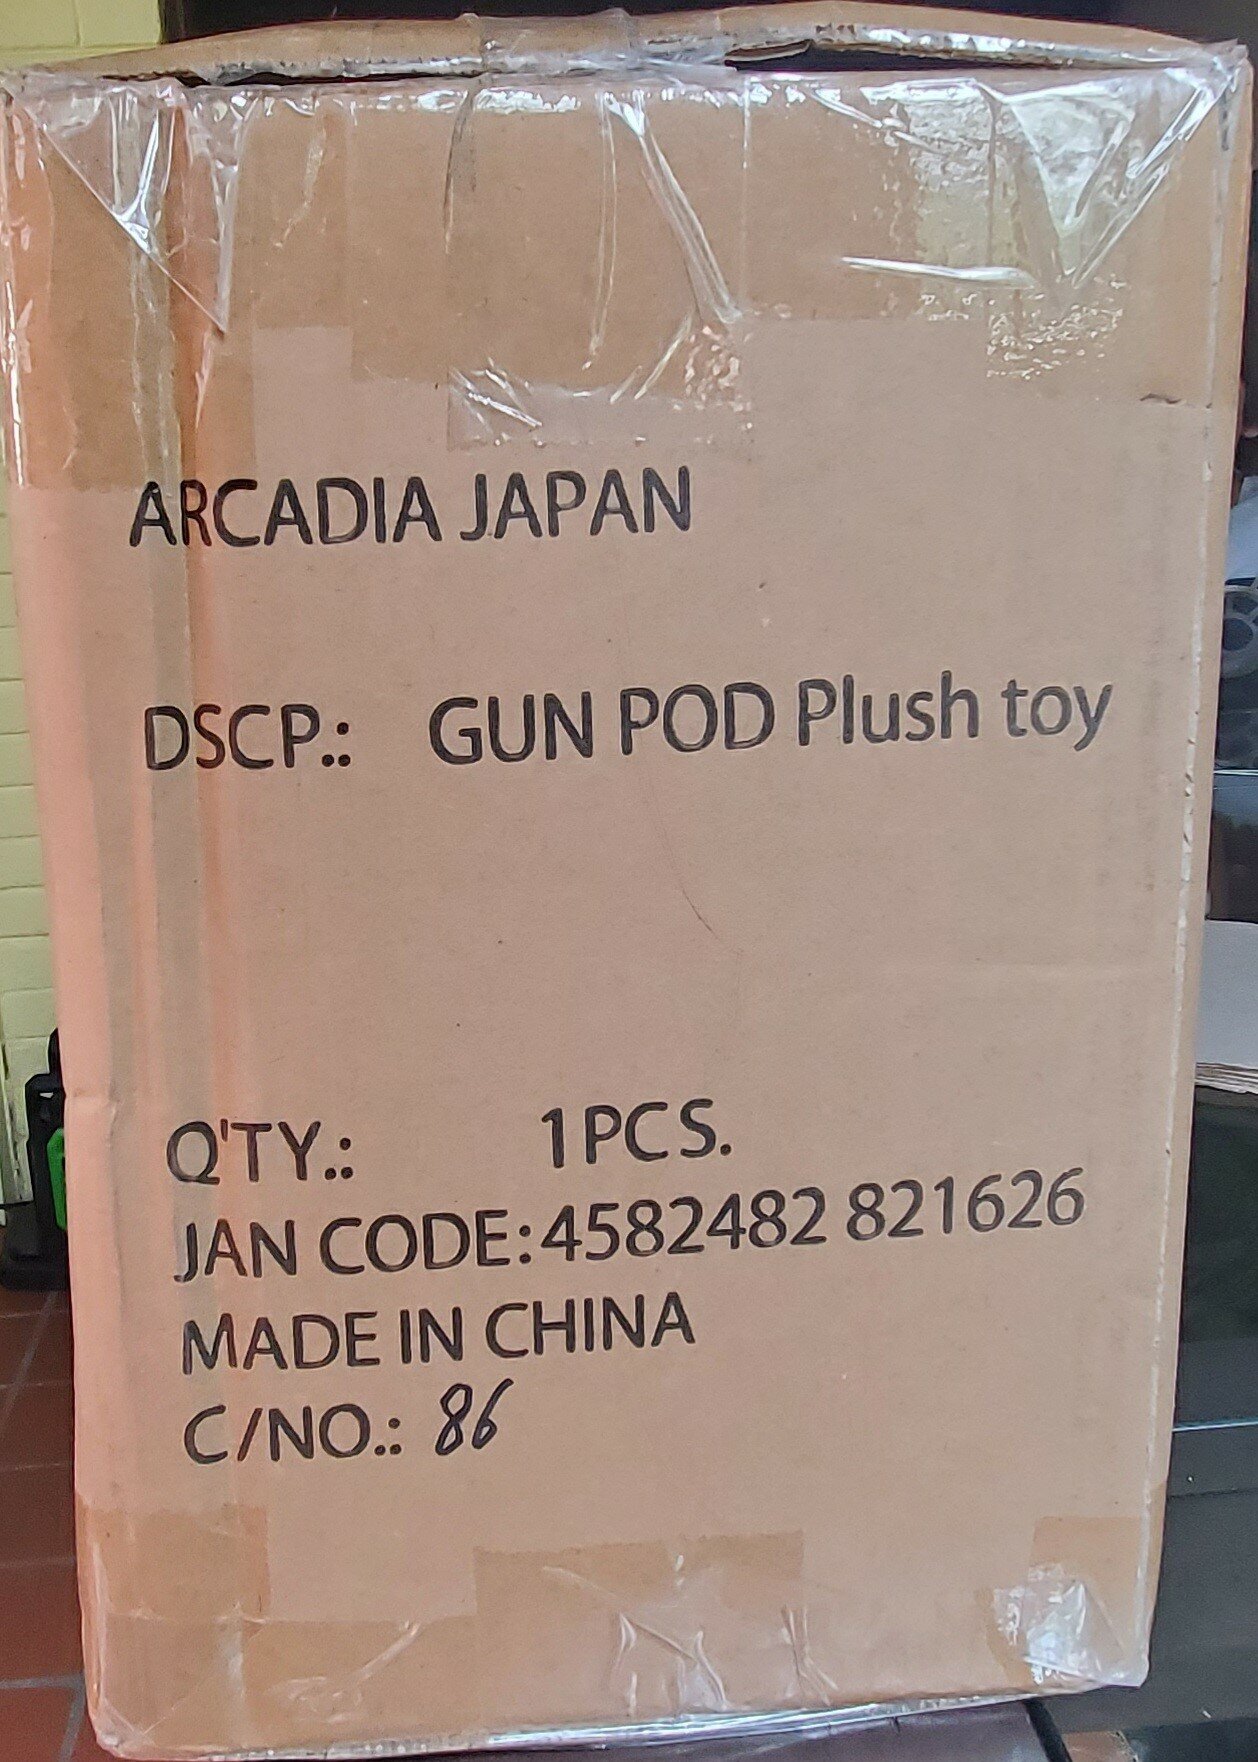 ARCADIA JAPAN
DSCP.: GUN POD Plush toy
Q'TY.: 1PCS.
JAN CODE:4582482 821626
MADE IN CHINA
C/NO.: 86